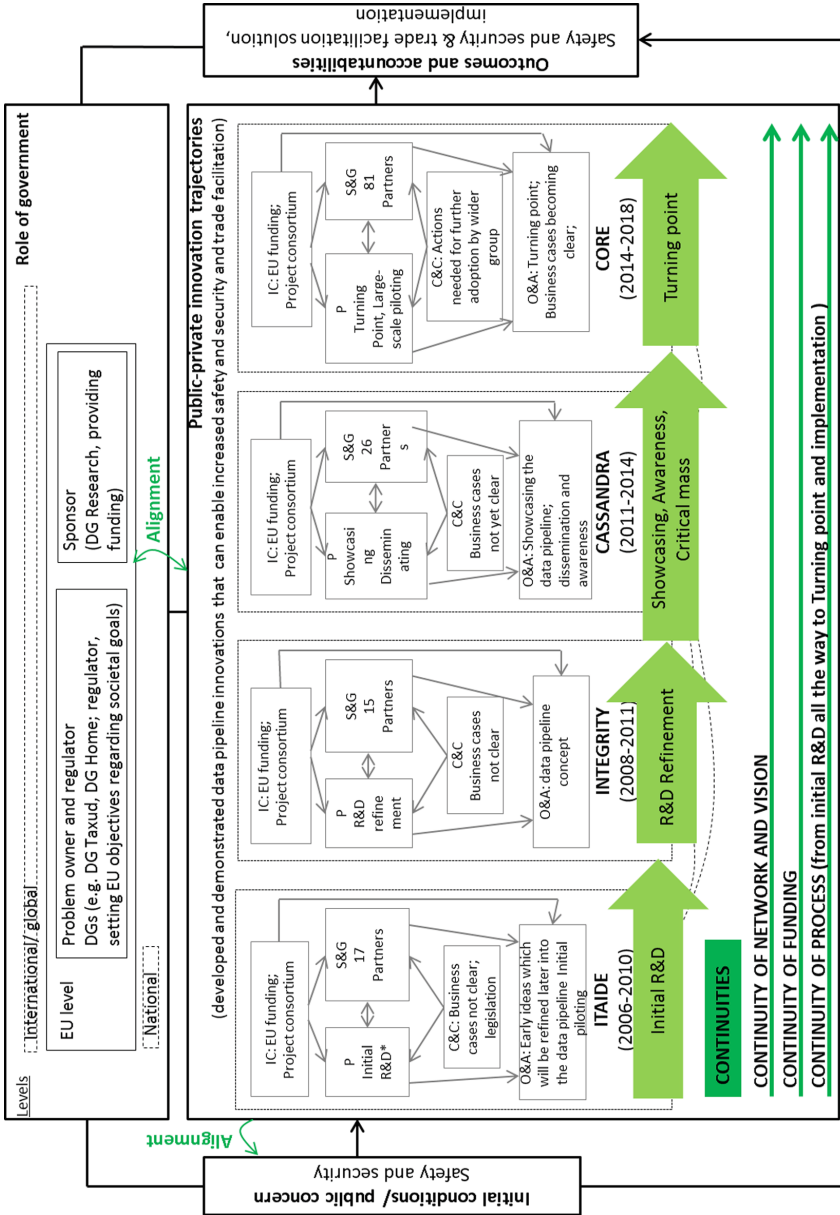 Initial conditions/ public concern
Safety and security
Alignment
Levels
Role of government
International/ global
EU level
Problem owner and regulator
DGs (e.g. DG Taxud, DG Home; regulator,
setting EU objectives regarding societal goals)
Sponsor
(DG Research, providing
funding)
National
Alignment
Public-private innovation trajectories
(developed and demonstrated data pipeline innovations that can enable increased safety and security and trade facilitation)
IC: EU funding;
Project consortium
P
Initial
R&D*
S&G
17
Partners
C&C: Business
cases not clear;
legislation
O&A: Early ideas which
will be refined later into
the data pipeline Initial
piloting
ITAIDE
(2006-2010)
Initial R&D
IC: EU funding;
Project consortium
P
R&D
refine
ment
S&G
15
Partners
C&C
Business cases
not clear
O&A: data pipeline
concept
INTEGRITY
(2008-2011)
R&D Refinement
IC: EU funding;
Project consortium
P
Showcasi
ng
Dissemin
ating
S&G
26
Partner
s
C&C
Business cases
not yet clear
O&A: Showcasing the
data pipeline;
dissemination and
awareness
CASSANDRA
(2011-2014)
Showcasing, Awareness,
Critical mass
IC: EU funding;
Project consortium
P
Turning
Point, Large-
scale piloting
S&G
81
Partners
C&C: Actions
needed for further
adoption by wider
group
O&A: Turning point;
Business cases becoming
clear;
CORE
(2014-2018)
Turning point
CONTINUITIES
CONTINUITY OF NETWORK AND VISION
CONTINUITY OF FUNDING
CONTINUITY OF PROCESS (from initial R&D all the way to Turning point and implementation )
Outcomes and accountabilities
Safety and security & trade facilitation solution,
implementation